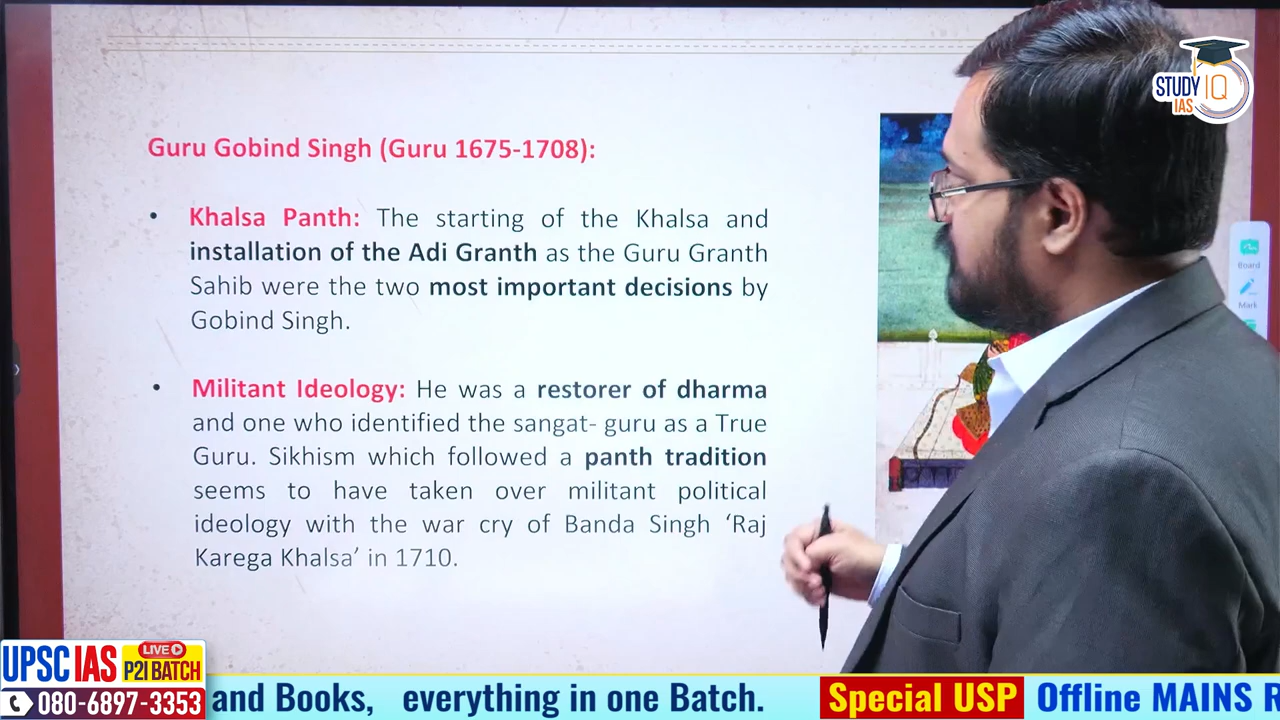 STUDY IQ
IAS
Guru Gobind Singh (Guru 1675-1708):
• Khalsa Panth: The starting of the Khalsa and
installation of the Adi Granth as the Guru Granth
Sahib were the two most important decisions by
Gobind Singh.
• Militant Ideology: He was a restorer of dharma
and one who identified the sangat- guru as a True
Guru. Sikhism which followed a panth tradition
seems to have taken over militant political
ideology with the war cry of Banda Singh ‘Raj
Karega Khalsa’ in 1710.
Board
Mark
UPSC IAS LIVE
P2I BATCH
080-6897-3353
and Books, everything in one Batch. Special USP Offline MAINS R